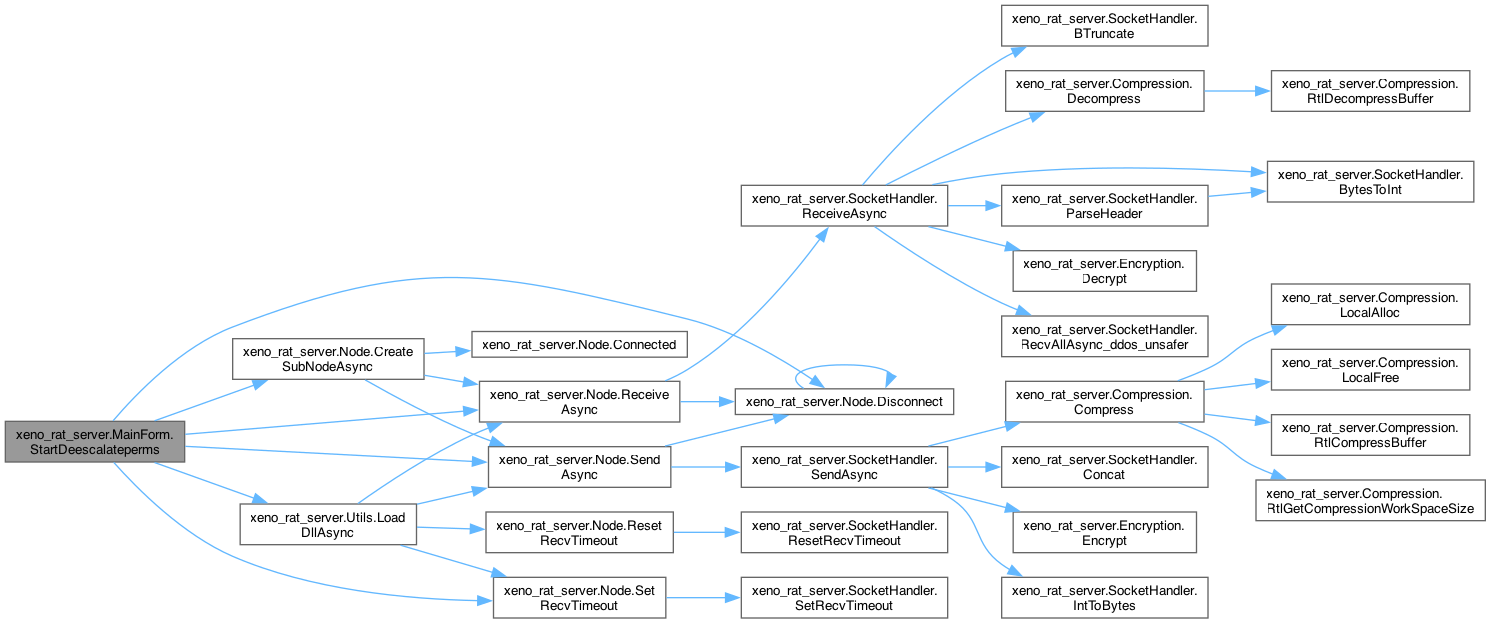 xeno_rat_server.MainForm.
StartDeescalateperms
xeno_rat_server.Node.Create
SubNodeAsync
xeno_rat_server.Utils.Load
DllAsync
xeno_rat_server.Node.Connected
xeno_rat_server.Node.Receive
Async
xeno_rat_server.Node.Send
Async
xeno_rat_server.Node.Reset
RecvTimeout
xeno_rat_server.Node.Set
RecvTimeout
xeno_rat_server.SocketHandler.
ReceiveAsync
xeno_rat_server.Node.Disconnect
xeno_rat_server.SocketHandler.
SendAsync
xeno_rat_server.SocketHandler.
ResetRecvTimeout
xeno_rat_server.SocketHandler.
SetRecvTimeout
xeno_rat_server.SocketHandler.
BTruncate
xeno_rat_server.Compression.
Decompress
xeno_rat_server.SocketHandler.
ParseHeader
xeno_rat_server.Encryption.
Decrypt
xeno_rat_server.SocketHandler.
RecvAllAsync_ddos_unsafer
xeno_rat_server.Compression.
Compress
xeno_rat_server.SocketHandler.
Concat
xeno_rat_server.Encryption.
Encrypt
xeno_rat_server.SocketHandler.
IntToBytes
xeno_rat_server.Compression.
RtlDecompressBuffer
xeno_rat_server.SocketHandler.
BytesToInt
xeno_rat_server.Compression.
LocalAlloc
xeno_rat_server.Compression.
LocalFree
xeno_rat_server.Compression.
RtlCompressBuffer
xeno_rat_server.Compression.
RtlGetCompressionWorkSpaceSize